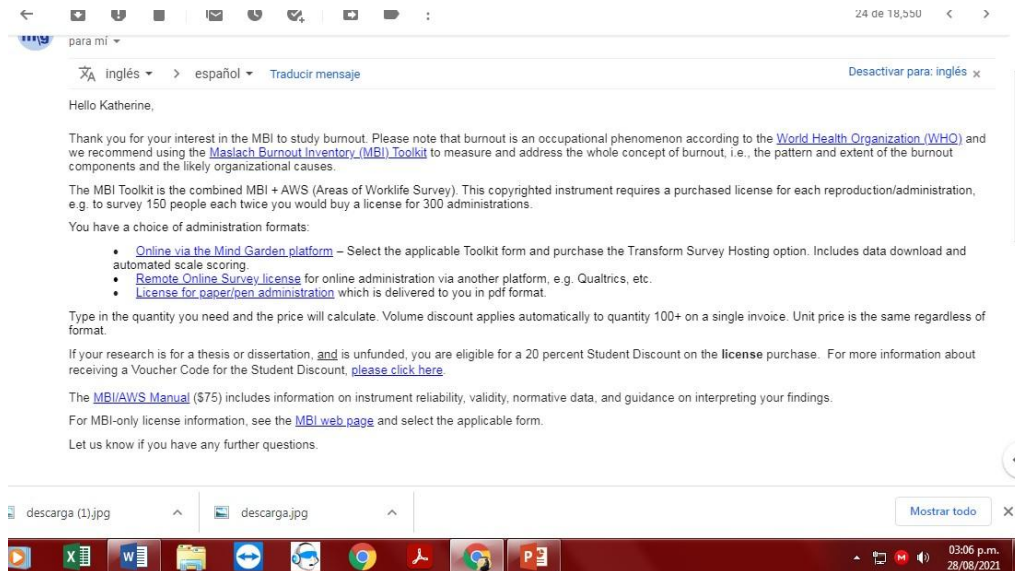 24 de 18,550
m\g
para mí
inglés > español Traducir mensaje Desactivar para: inglés x
Hello Katherine,
Thank you for your interest in the MBI to study burnout. Please note that burnout is an occupational phenomenon according to the World Health Organization (WHO) and
we recommend using the Maslach Burnout Inventory (MBI) Toolkit to measure and address the whole concept of burnout, i.e., the pattern and extent of the burnout
components and the likely organizational causes.
The MBI Toolkit is the combined MBI + AWS (Areas of Worklife Survey). This copyrighted instrument requires a purchased license for each reproduction/administration,
e.g. to survey 150 people each twice you would buy a license for 300 administrations.
You have a choice of administration formats:
• Online via the Mind Garden platform – Select the applicable Toolkit form and purchase the Transform Survey Hosting option. Includes data download and
automated scale scoring.
• Remote Online Survey license for online administration via another platform, e.g. Qualtrics, etc.
• License for paper/pen administration which is delivered to you in pdf format.
Type in the quantity you need and the price will calculate. Volume discount applies automatically to quantity 100+ on a single invoice. Unit price is the same regardless of
format.
If your research is for a thesis or dissertation, and is unfunded, you are eligible for a 20 percent Student Discount on the license purchase. For more information about
receiving a Voucher Code for the Student Discount, please click here.
The MBI/AWS Manual ($75) includes information on instrument reliability, validity, normative data, and guidance on interpreting your findings.
For MBI-only license information, see the MBI web page and select the applicable form.
Let us know if you have any further questions.
descarga (1).jpg descarga.jpg Mostrar todo
03:06 p.m.
28/08/2021